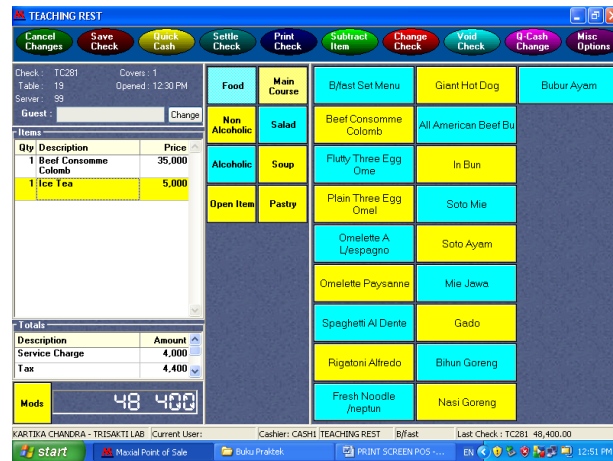 TEACHING REST
Cancel Changes
Save Check
Quick Cash
Settle Check
Print Check
Subtract Item
Change Check
Void Check
Q-Cash Change
Misc Options
Check : TC281 Covers : 1
Table : 19 Opened : 12:30 PM
Server : 99
Guest : Change
Items
Qty Description Price
1 Beef Consomme Colomb 35,000
1 Ice Tea 5,000
Totals
Description Amount
Service Charge 4,000
Tax 4,400
Mods 48 400
Food
Main Course
Non Alcoholic
Salad
Alcoholic
Soup
Open Item
Pastry
B/fast Set Menu
Giant Hot Dog
Bubur Ayam
Beef Consomme Colomb
All American Beef Bu
Flutty Three Egg Ome
In Bun
Plain Three Egg Omel
Soto Mie
Omelette A L/espagno
Soto Ayam
Omelette Paysanne
Mie Jawa
Spaghetti Al Dente
Gado
Rigatoni Alfredo
Bihun Goreng
Fresh Noodle /neptun
Nasi Goreng
KARTIKA CHANDRA - TRISAKTI LAB Current User: Cashier: CASH1 TEACHING REST B/fast Last Check : TC281 48,400.00
start Maxial Point of Sale Buku Praktek PRINT SCREEN POS -... EN 12:51 PM